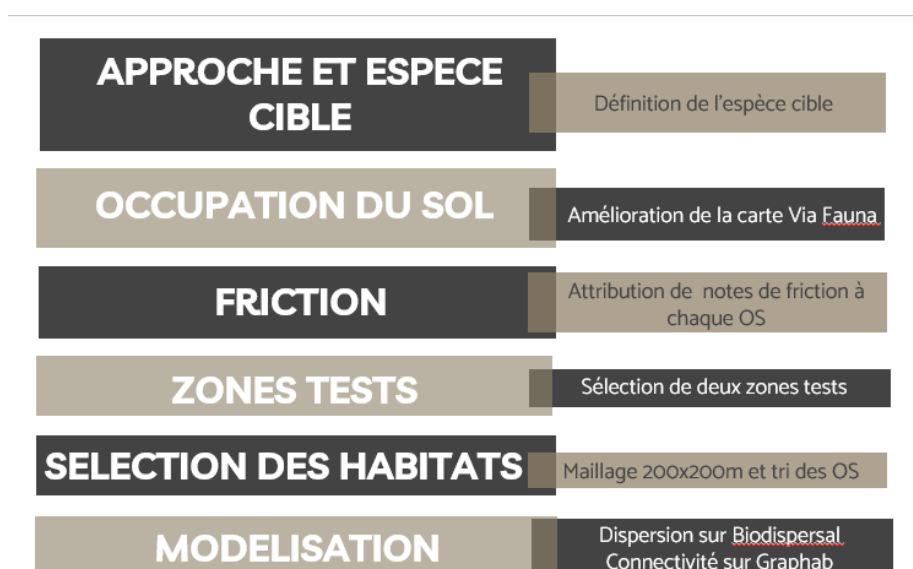 APPROCHE ET ESPECE
CIBLE
Définition de l'espèce cible
OCCUPATION DU SOL
Amélioration de la carte Via Fauna
FRICTION
Attribution de notes de friction à
chaque OS
ZONES TESTS
Sélection de deux zones tests
SELECTION DES HABITATS
Maillage 200x200m et tri des OS
MODELISATION
Dispersion sur Biodispersal
Connectivité sur Graphab